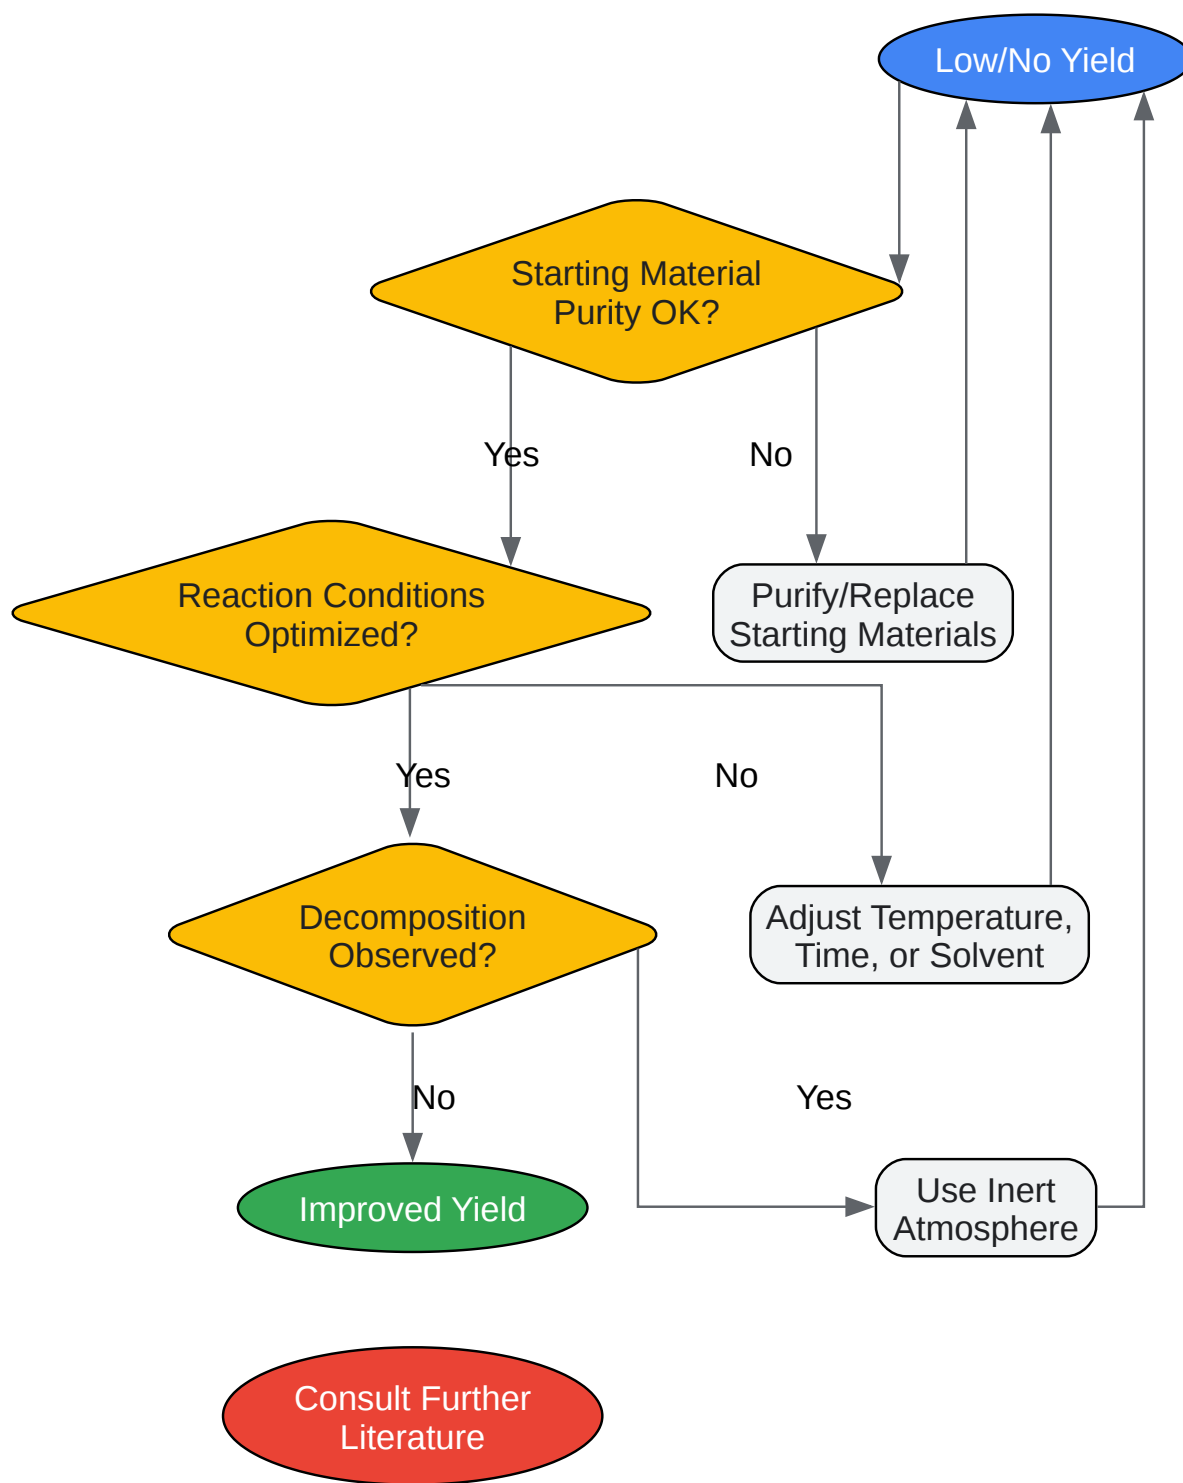 Low/No Yield
Starting Material
Purity OK?
Yes
No
Reaction Conditions
Optimized?
Purify/Replace
Starting Materials
Yes
No
Decomposition
Observed?
Adjust Temperature,
Time, or Solvent
No
Yes
Improved Yield
Use Inert
Atmosphere
Consult Further
Literature